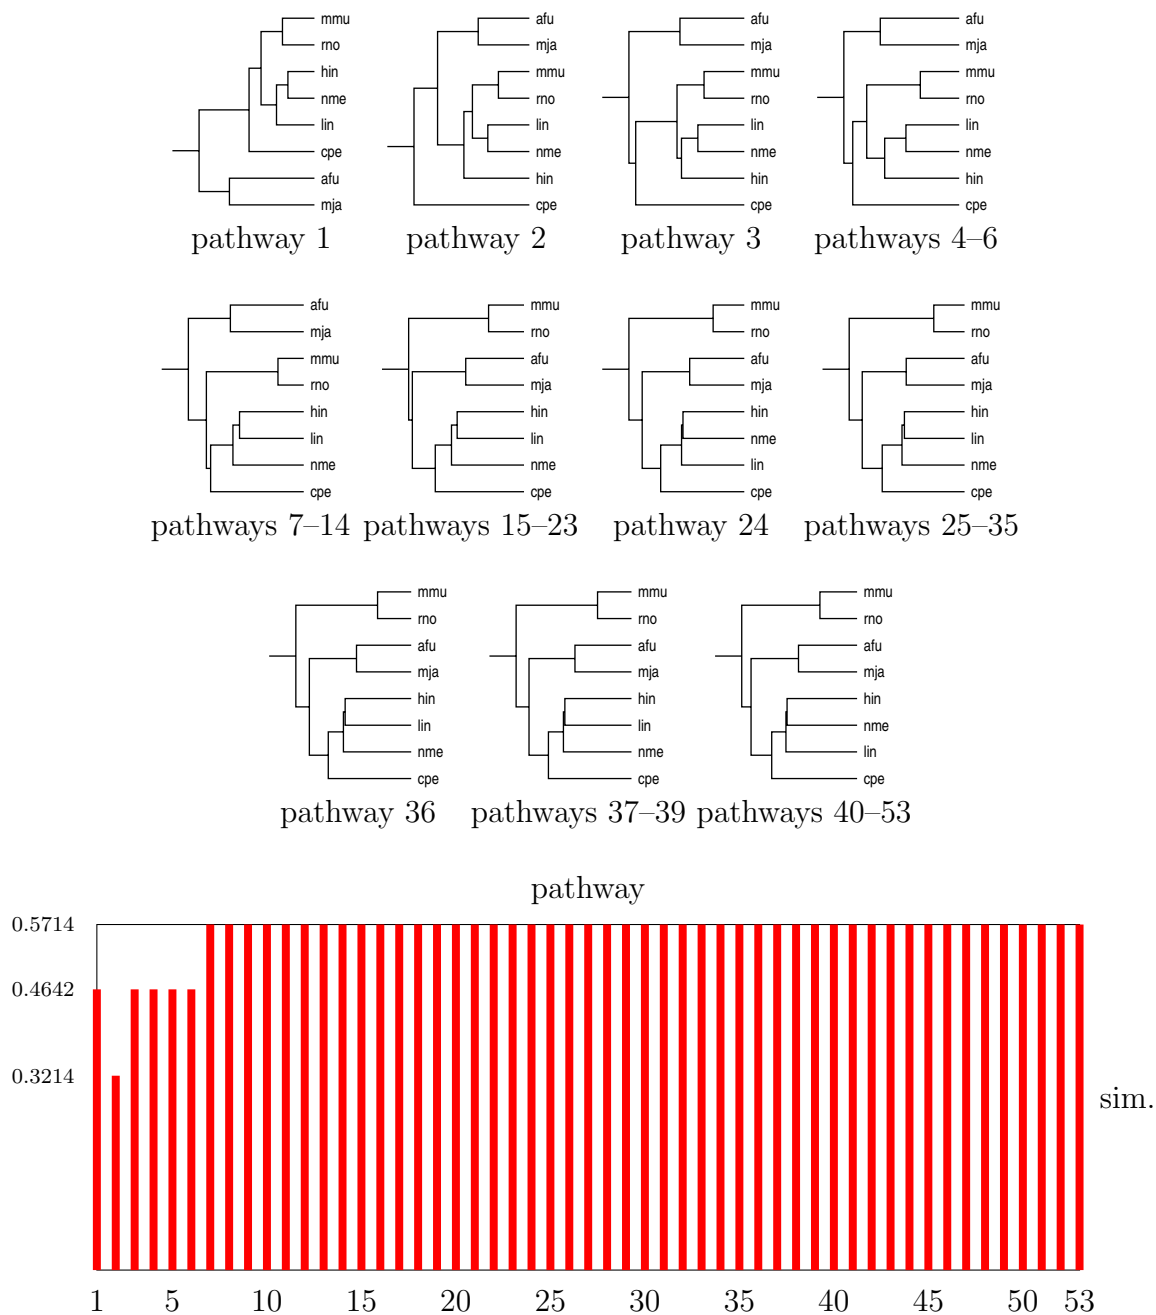 mmu
rno
hin
nme
lin
cpe
afu
mja
pathway 1
afu
mja
mmu
rno
lin
nme
hin
cpe
pathway 2
afu
mja
mmu
rno
lin
nme
hin
cpe
pathway 3
afu
mja
mmu
rno
lin
nme
hin
cpe
pathways 4–6
afu
mja
mmu
rno
hin
lin
nme
cpe
pathways 7–14
mmu
rno
afu
mja
hin
lin
nme
cpe
pathways 15–23
mmu
rno
afu
mja
hin
nme
lin
cpe
pathway 24
mmu
rno
afu
mja
hin
lin
nme
cpe
pathways 25–35
mmu
rno
afu
mja
hin
lin
nme
cpe
pathway 36
mmu
rno
afu
mja
hin
lin
nme
cpe
pathways 37–39
mmu
rno
afu
mja
hin
nme
lin
cpe
pathways 40–53
pathway
0.5714
0.4642
0.3214
sim.
1 5 10 15 20 25 30 35 40 45 50 53